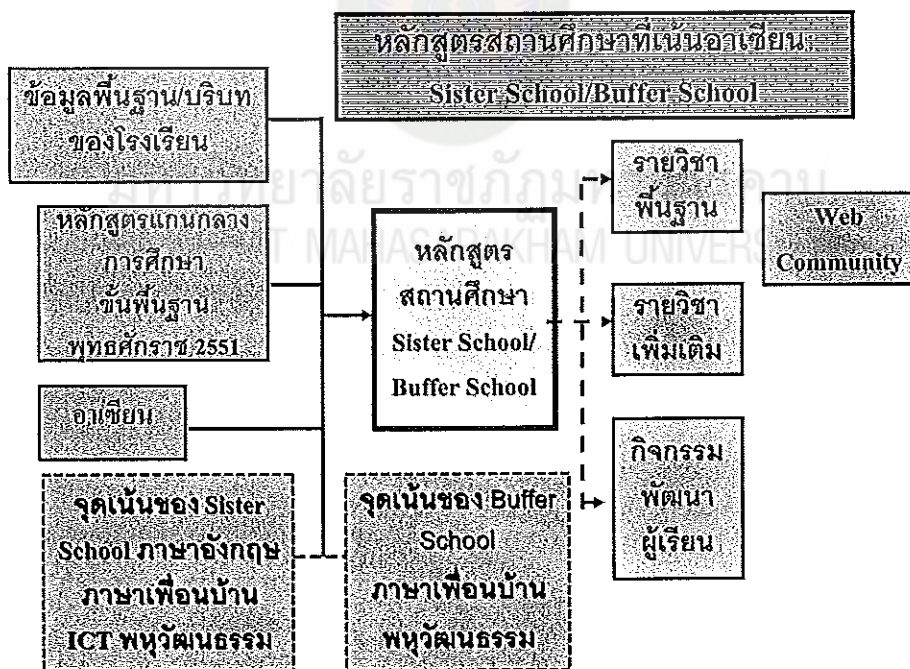 หลักสูตรสถานศึกษาที่เน้นอาเซียน:
Sister School/Buffer School
ข้อมูลพื้นฐาน/บริบท
ของโรงเรียน
หลักสูตรแกนกลาง
การศึกษา
ขั้นพื้นฐาน
พุทธศักราช 2551
อาเซียน
จุดเน้นของ Sister
School ภาษาอังกฤษ
ภาษาเพื่อนบ้าน
ICT พหุวัฒนธรรม
จุดเน้นของ Buffer
School
ภาษาเพื่อนบ้าน
พหุวัฒนธรรม
หลักสูตร
สถานศึกษา
Sister School/
Buffer School
รายวิชา
พื้นฐาน
รายวิชา
เพิ่มเติม
กิจกรรม
พัฒนา
ผู้เรียน
Web
Community
MAHASARAKHAM